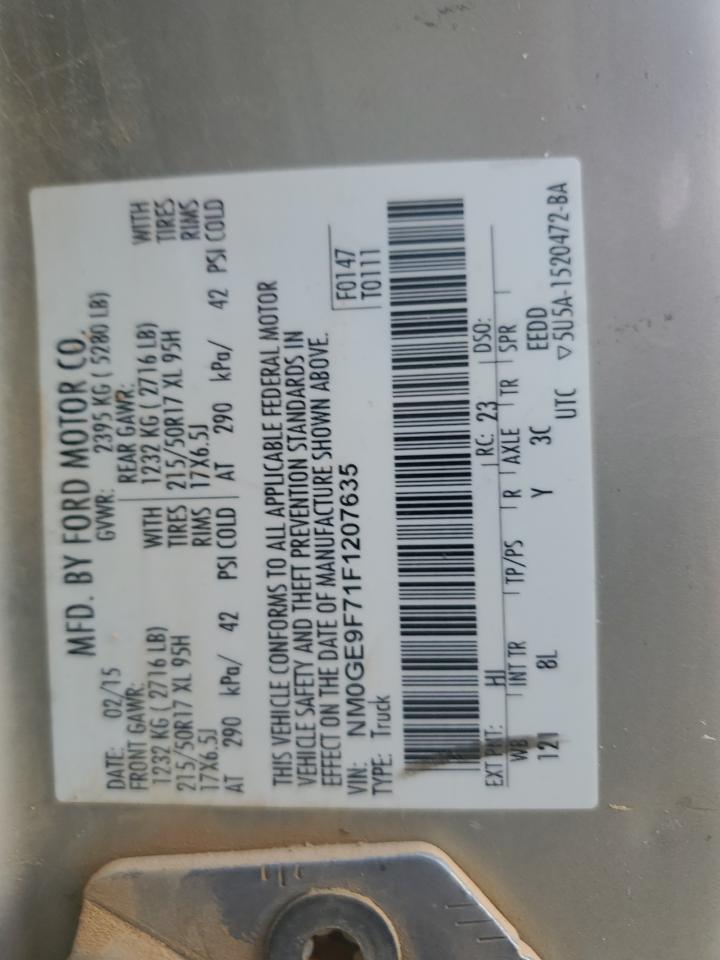 MFD. BY FORD MOTOR CO.
DATE: 02/15 GVWR: 2395 KG ( 5280 LB)
FRONT GAWR: REAR GAWR:
1232 KG ( 2716 LB) WITH 1232 KG ( 2716 LB) WITH
215/50R17 XL 95H TIRES 215/50R17 XL 95H TIRES
17X6.5J RIMS 17X6.5J RIMS
AT 290 kPa/ 42 PSI COLD AT 290 kPa/ 42 PSI COLD
THIS VEHICLE CONFORMS TO ALL APPLICABLE FEDERAL MOTOR
VEHICLE SAFETY AND THEFT PREVENTION STANDARDS IN
EFFECT ON THE DATE OF MANUFACTURE SHOWN ABOVE.
VIN: NM0GE9F71F1207635 F0147
TYPE: Truck T0111
EXT PNT: HI RC: 23 DSO:
WB INT TR TP/PS R AXLE TR SPR
121 8L Y 3C EEDD
UTC ▽5U5A-1520472-BA